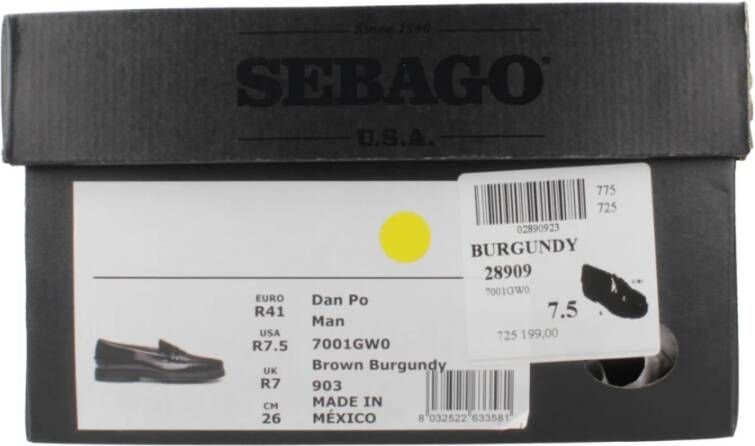 Since 1946
SEBAGO
U.S.A.
775
725
02890923
BURGUNDY
28909
7001GW0
7.5
725 199,00
EURO
R41
USA
R7.5
UK
R7
CM
26
Dan Po
Man
7001GW0
Brown Burgundy
903
MADE IN
MÉXICO
8 032522 633581